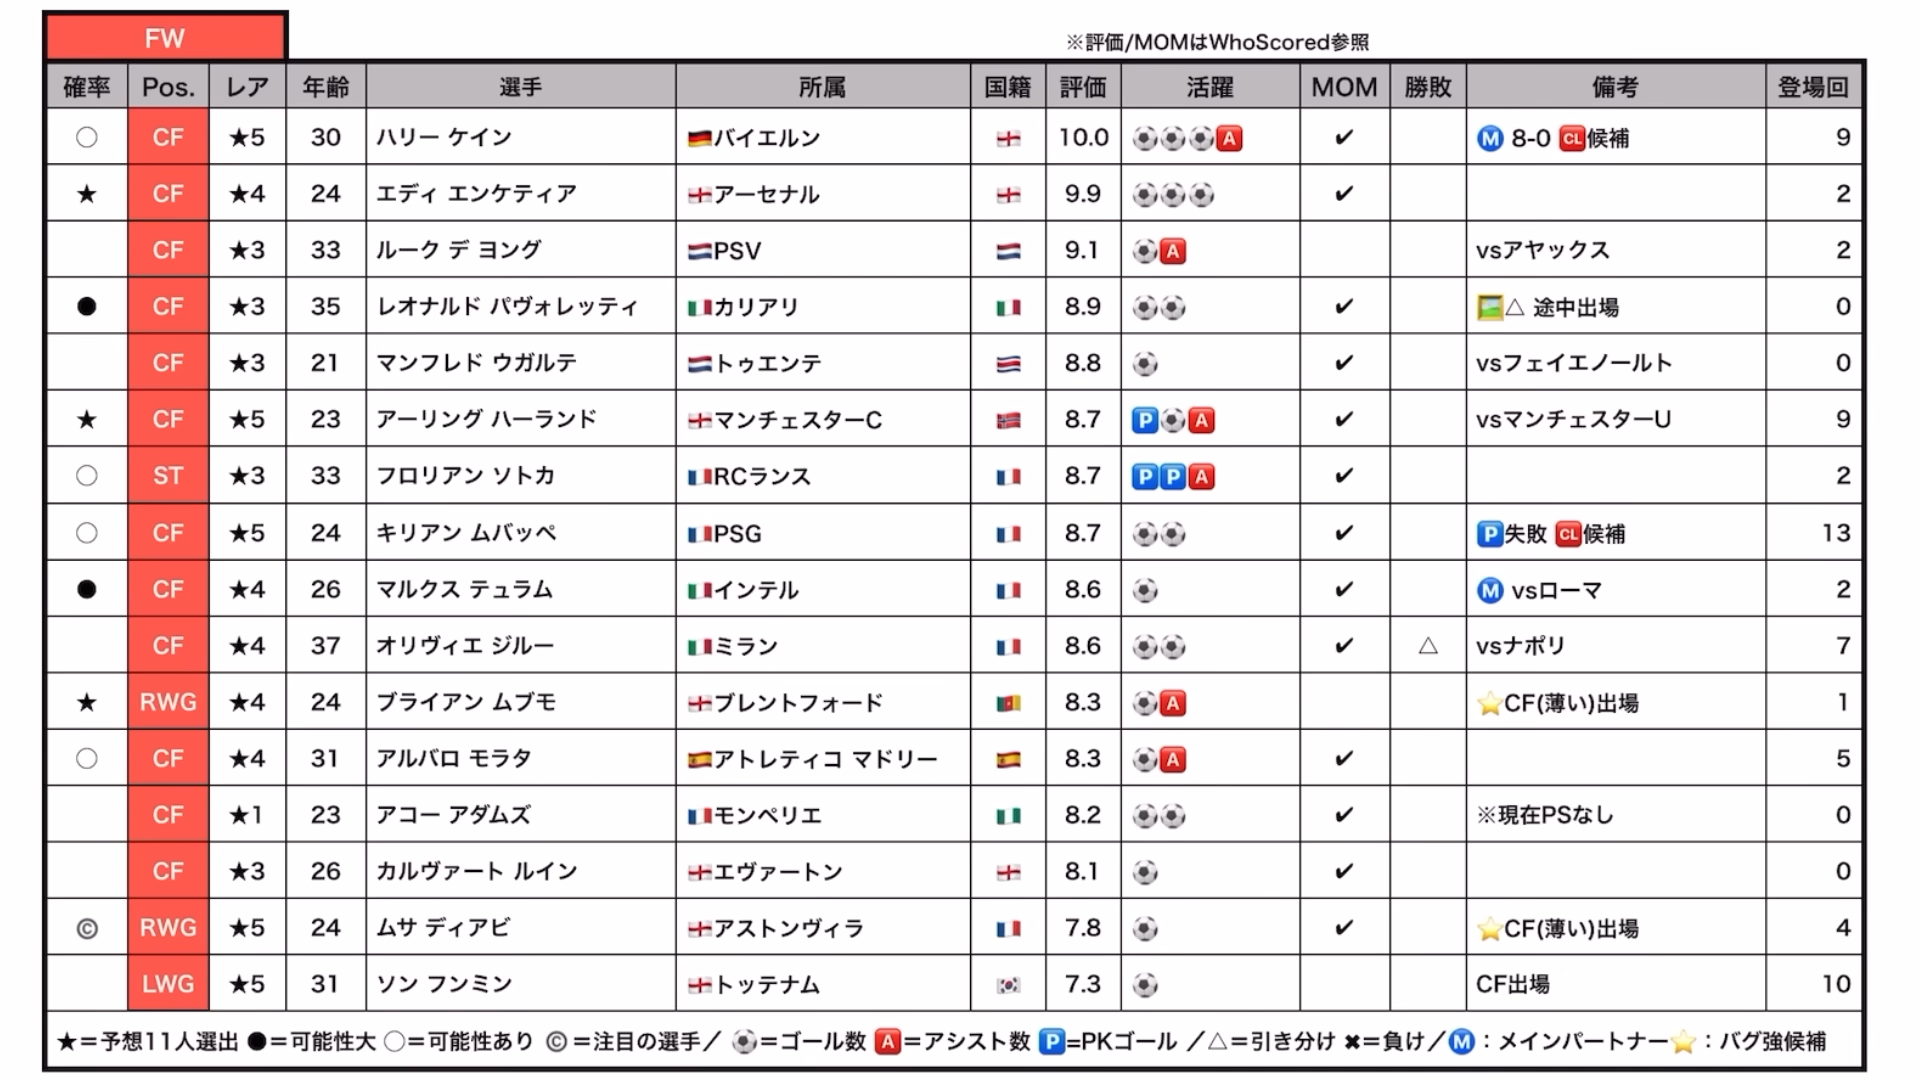 FW
※評価/MOMはWhoScored参照
確率 Pos. レア 年齢 選手 所属 国籍 評価 活躍 MOM 勝敗 備考 登場回
○ CF ★5 30 ハリー ケイン 🇩🇪バイエルン 🏴󠁧󠁢󠁥󠁮󠁧󠁿 10.0 ⚽⚽⚽🅰 ✔ Ⓜ 8-0 CL候補 9
★ CF ★4 24 エディ エンケティア 🏴󠁧󠁢󠁥󠁮󠁧󠁿アーセナル 🏴󠁧󠁢󠁥󠁮󠁧󠁿 9.9 ⚽⚽⚽ ✔ 2
CF ★3 33 ルーク デ ヨング 🇳🇱PSV 🇳🇱 9.1 ⚽🅰 vsアヤックス 2
● CF ★3 35 レオナルド パヴォレッティ 🇮🇹カリアリ 🇮🇹 8.9 ⚽⚽ ✔ 🖼△ 途中出場 0
CF ★3 21 マンフレド ウガルテ 🇳🇱トゥエンテ 🇨🇷 8.8 ⚽ ✔ vsフェイエノールト 0
★ CF ★5 23 アーリング ハーランド 🏴󠁧󠁢󠁥󠁮󠁧󠁿マンチェスターC 🇳🇴 8.7 🅿⚽🅰 ✔ vsマンチェスターU 9
○ ST ★3 33 フロリアン ソトカ 🇫🇷RCランス 🇫🇷 8.7 🅿🅿🅰 ✔ 2
○ CF ★5 24 キリアン ムバッペ 🇫🇷PSG 🇫🇷 8.7 ⚽⚽ ✔ 🅿失敗 CL候補 13
● CF ★4 26 マルクス テュラム 🇮🇹インテル 🇫🇷 8.6 ⚽ ✔ Ⓜ vsローマ 2
CF ★4 37 オリヴィエ ジルー 🇮🇹ミラン 🇫🇷 8.6 ⚽⚽ ✔ △ vsナポリ 7
★ RWG ★4 24 ブライアン ムブモ 🏴󠁧󠁢󠁥󠁮󠁧󠁿ブレントフォード 🇨🇲 8.3 ⚽🅰 ⭐CF(薄い)出場 1
○ CF ★4 31 アルバロ モラタ 🇪🇸アトレティコ マドリー 🇪🇸 8.3 ⚽🅰 ✔ 5
CF ★1 23 アコー アダムズ 🇫🇷モンペリエ 🇳🇬 8.2 ⚽⚽ ✔ ※現在PSなし 0
CF ★3 26 カルヴァート ルイン 🏴󠁧󠁢󠁥󠁮󠁧󠁿エヴァートン 🏴󠁧󠁢󠁥󠁮󠁧󠁿 8.1 ⚽ ✔ 0
© RWG ★5 24 ムサ ディアビ 🏴󠁧󠁢󠁥󠁮󠁧󠁿アストンヴィラ 🇫🇷 7.8 ⚽ ✔ ⭐CF(薄い)出場 4
LWG ★5 31 ソン フンミン 🏴󠁧󠁢󠁥󠁮󠁧󠁿トッテナム 🇰🇷 7.3 ⚽ CF出場 10
★＝予想11人選出 ●＝可能性大 ○＝可能性あり ©＝注目の選手／ ⚽＝ゴール数 🅰＝アシスト数 🅿=PKゴール ／△＝引き分け ✖＝負け／Ⓜ：メインパートナー⭐：バグ強候補